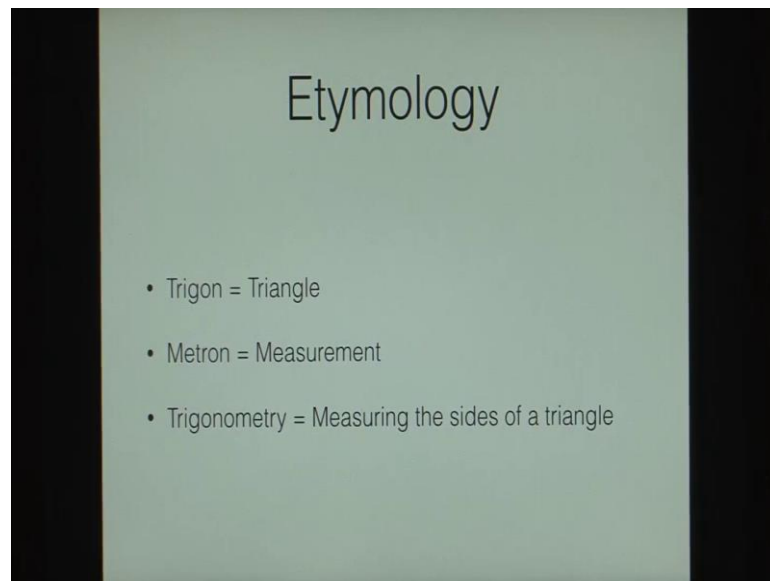 Etymology
• Trigon = Triangle
• Metron = Measurement
• Trigonometry = Measuring the sides of a triangle